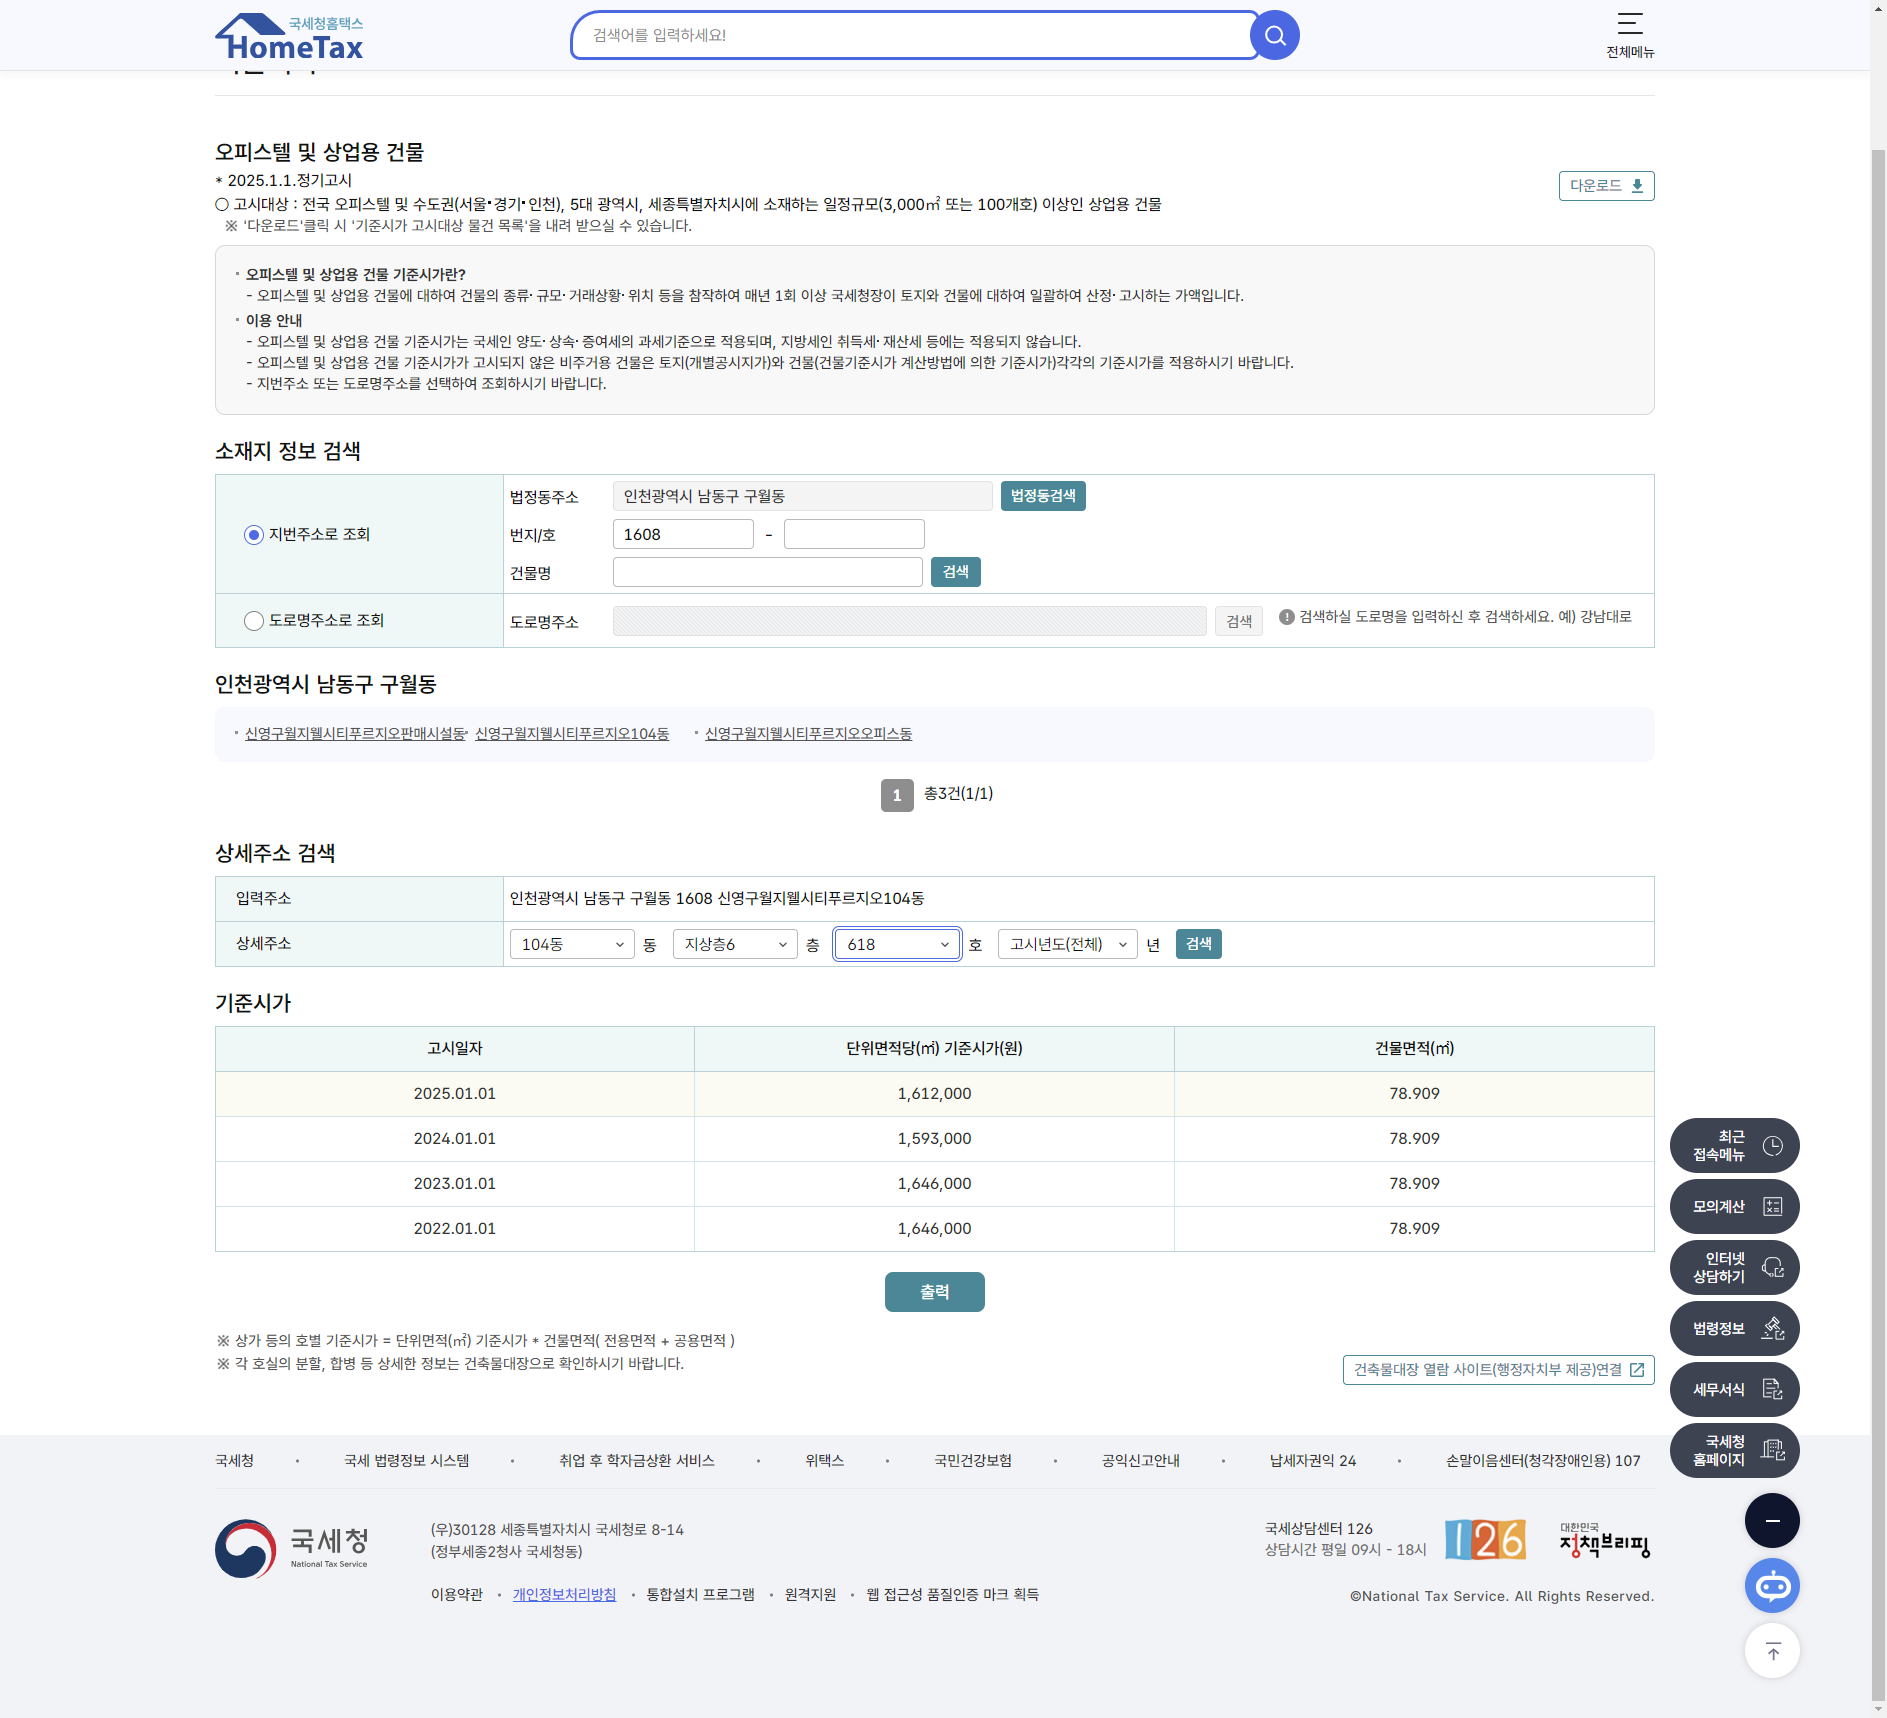 국세청홈택스
HomeTax
검색어를 입력하세요!
전체메뉴
오피스텔 및 상업용 건물
* 2025.1.1.정기고시
다운로드
○ 고시대상 : 전국 오피스텔 및 수도권(서울·경기·인천), 5대 광역시, 세종특별자치시에 소재하는 일정규모(3,000㎡ 또는 100개호) 이상인 상업용 건물
※ '다운로드'클릭 시 '기준시가 고시대상 물건 목록'을 내려 받으실 수 있습니다.
· 오피스텔 및 상업용 건물 기준시가란?
- 오피스텔 및 상업용 건물에 대하여 건물의 종류·규모·거래상황·위치 등을 참작하여 매년 1회 이상 국세청장이 토지와 건물에 대하여 일괄하여 산정·고시하는 가액입니다.
· 이용 안내
- 오피스텔 및 상업용 건물 기준시가는 국세인 양도·상속·증여세의 과세기준으로 적용되며, 지방세인 취득세·재산세 등에는 적용되지 않습니다.
- 오피스텔 및 상업용 건물 기준시가가 고시되지 않은 비주거용 건물은 토지(개별공시지가)와 건물(건물기준시가 계산방법에 의한 기준시가)각각의 기준시가를 적용하시기 바랍니다.
- 지번주소 또는 도로명주소를 선택하여 조회하시기 바랍니다.
소재지 정보 검색
지번주소로 조회
법정동주소 인천광역시 남동구 구월동 법정동검색
번지/호 1608 -
건물명 검색
도로명주소로 조회 도로명주소 검색 ! 검색하실 도로명을 입력하신 후 검색하세요. 예) 강남대로
인천광역시 남동구 구월동
· 신영구월지웰시티푸르지오판매시설동 · 신영구월지웰시티푸르지오104동 · 신영구월지웰시티푸르지오오피스동
1 총3건(1/1)
상세주소 검색
입력주소 인천광역시 남동구 구월동 1608 신영구월지웰시티푸르지오104동
상세주소 104동 동 지상층6 층 618 호 고시년도(전체) 년 검색
기준시가
고시일자 단위면적당(㎡) 기준시가(원) 건물면적(㎡)
2025.01.01 1,612,000 78.909
2024.01.01 1,593,000 78.909
2023.01.01 1,646,000 78.909
2022.01.01 1,646,000 78.909
출력
※ 상가 등의 호별 기준시가 = 단위면적(㎡) 기준시가 * 건물면적( 전용면적 + 공용면적 )
※ 각 호실의 분할, 합병 등 상세한 정보는 건축물대장으로 확인하시기 바랍니다.
건축물대장 열람 사이트(행정자치부 제공)연결
최근
접속메뉴
모의계산
인터넷
상담하기
법령정보
세무서식
국세청
홈페이지
국세청 · 국세 법령정보 시스템 · 취업 후 학자금상환 서비스 · 위택스 · 국민건강보험 · 공익신고안내 · 납세자권익 24 · 손말이음센터(청각장애인용) 107
국세청
National Tax Service
(우)30128 세종특별자치시 국세청로 8-14
(정부세종2청사 국세청동)
국세상담센터 126
상담시간 평일 09시 - 18시
126
대한민국
정책브리핑
이용약관 · 개인정보처리방침 · 통합설치 프로그램 · 원격지원 · 웹 접근성 품질인증 마크 획득
©National Tax Service. All Rights Reserved.